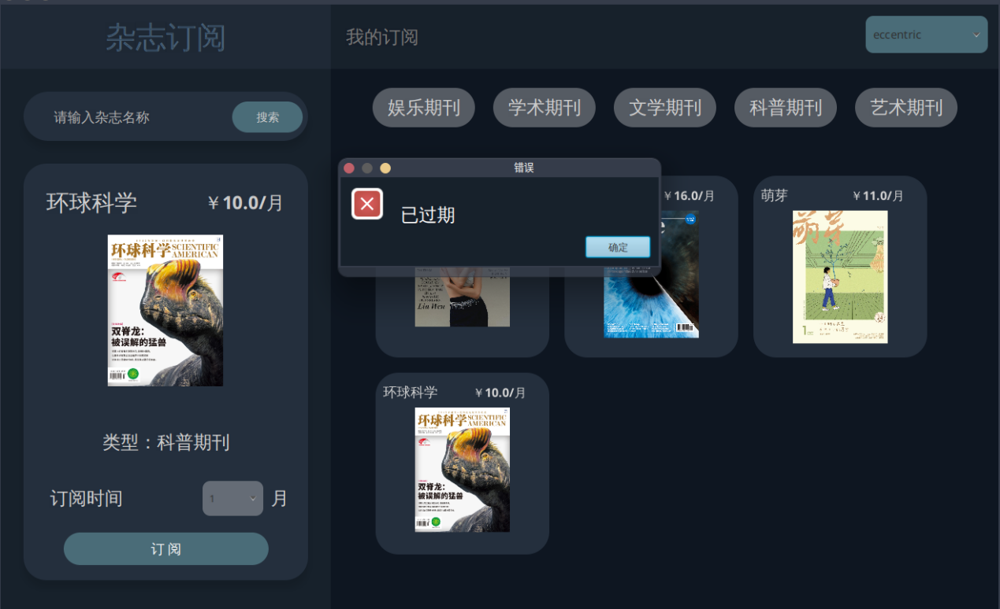 杂志订阅
我的订阅
eccentric
请输入杂志名称
搜索
娱乐期刊
学术期刊
文学期刊
科普期刊
艺术期刊
环球科学
￥10.0/月
环球科学 SCIENTIFIC AMERICAN
双脊龙：
被误解的猛兽
类型：科普期刊
订阅时间
1
月
订 阅
错误
已过期
确定
Liu Wen
￥16.0/月
萌芽
￥11.0/月
萌芽
环球科学
￥10.0/月
环球科学 SCIENTIFIC AMERICAN
双脊龙：
被误解的猛兽